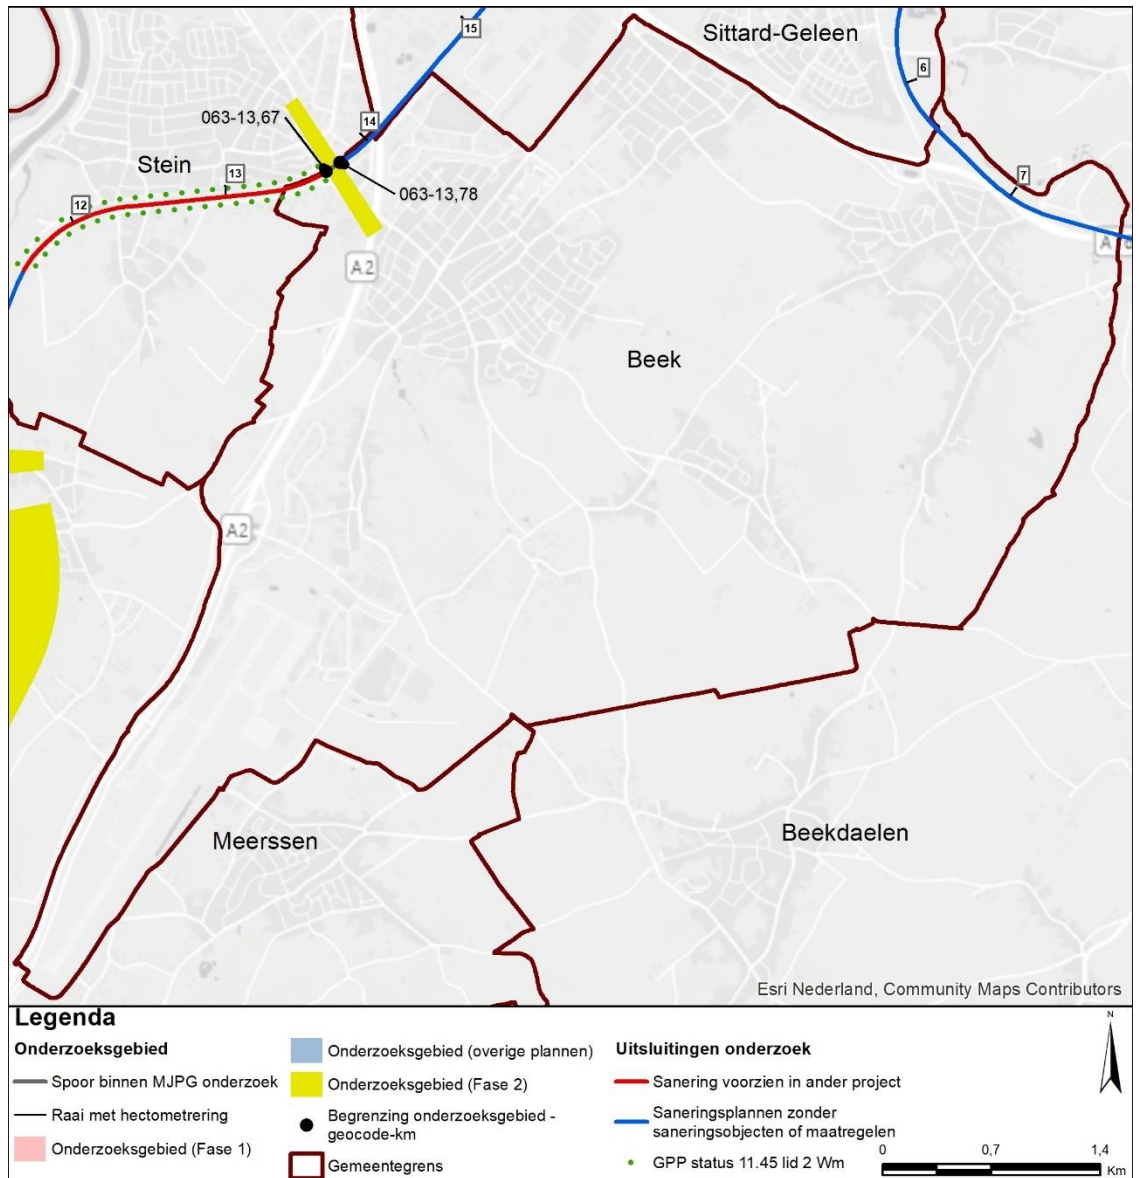 15
Sittard-Geleen
6
063-13,67
14
Stein
13
7
063-13,78
12
A2
Beek
A2
Meerssen
Beekdaelen
Esri Nederland, Community Maps Contributors
Legenda
Onderzoeksgebied
Spoor binnen MJPG onderzoek
Raai met hectometrering
Onderzoeksgebied (Fase 1)
Onderzoeksgebied (overige plannen)
Onderzoeksgebied (Fase 2)
Begrenzing onderzoeksgebied -
geocode-km
Gemeentegrens
Uitsluitingen onderzoek
Sanering voorzien in ander project
Saneringsplannen zonder
saneringsobjecten of maatregelen
GPP status 11.45 lid 2 Wm
N
0 0,7 1,4
Km